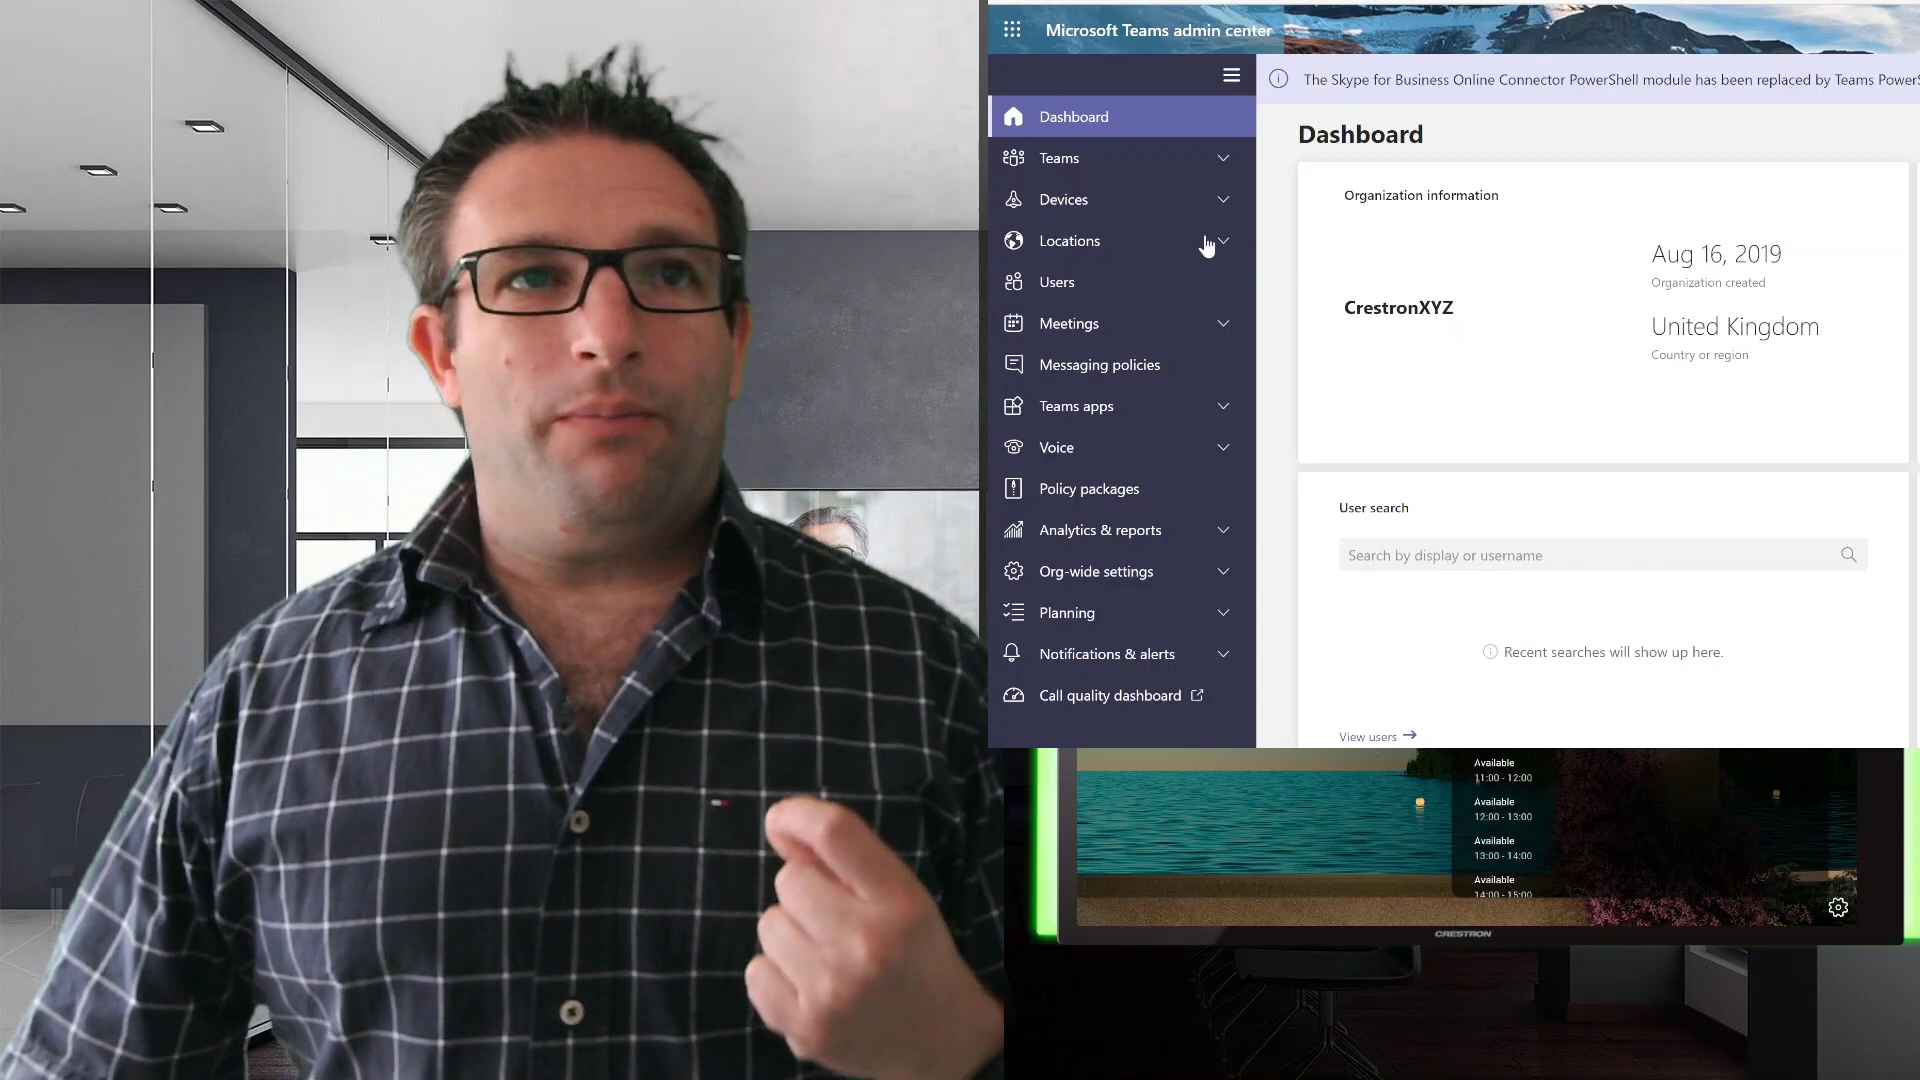 Microsoft Teams admin center
The Skype for Business Online Connector PowerShell module has been replaced by Teams
Dashboard
Teams
Devices
Locations
Users
Meetings
Messaging policies
Teams apps
Voice
Policy packages
Analytics & reports
Org-wide settings
Planning
Notifications & alerts
Call quality dashboard
Dashboard
Organization information
CrestronXYZ
Aug 16, 2019
Organization created
United Kingdom
Country or region
User search
Search by display or username
Recent searches will show up here.
View users
Available
11:00 - 12:00
Available
12:00 - 13:00
Available
13:00 - 14:00
Available
14:00 - 15:00
CRESTRON